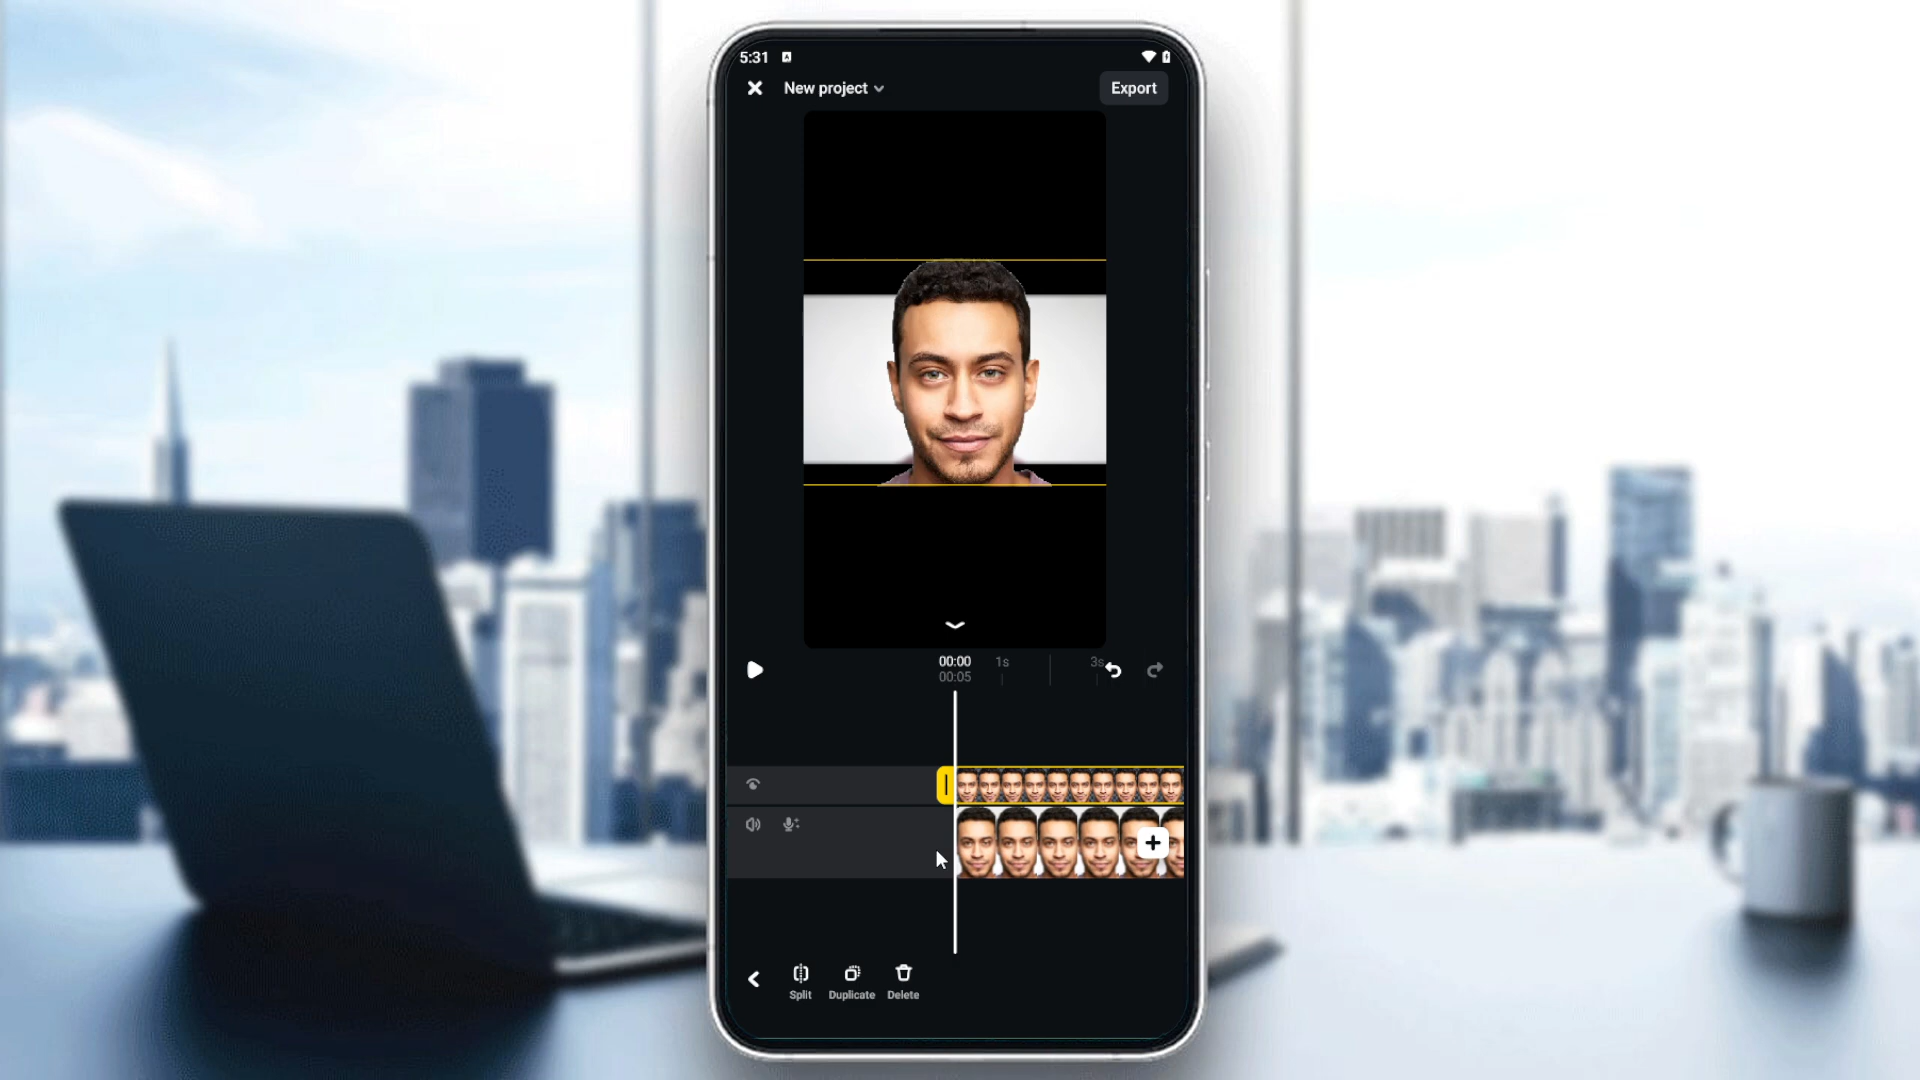 5:31
New project
Export
00:00
00:05
1s
3s
Split
Duplicate
Delete